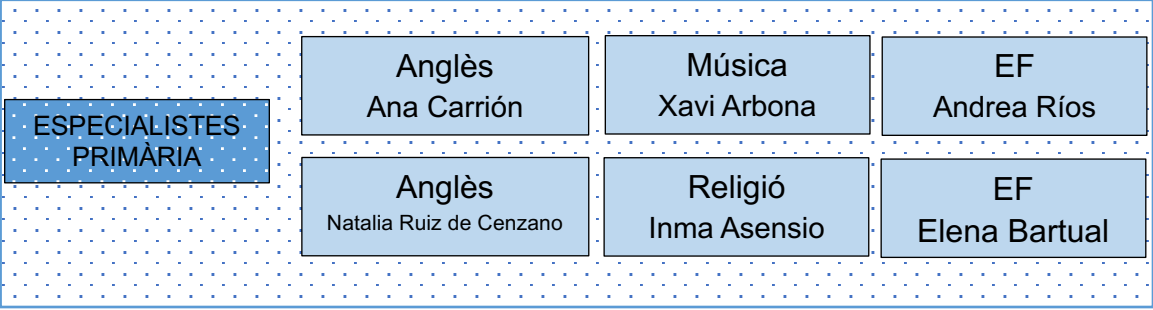 ESPECIALISTES
PRIMÀRIA
Anglès
Ana Carrión
Música
Xavi Arbona
EF
Andrea Ríos
Anglès
Natalia Ruiz de Cenzano
Religió
Inma Asensio
EF
Elena Bartual